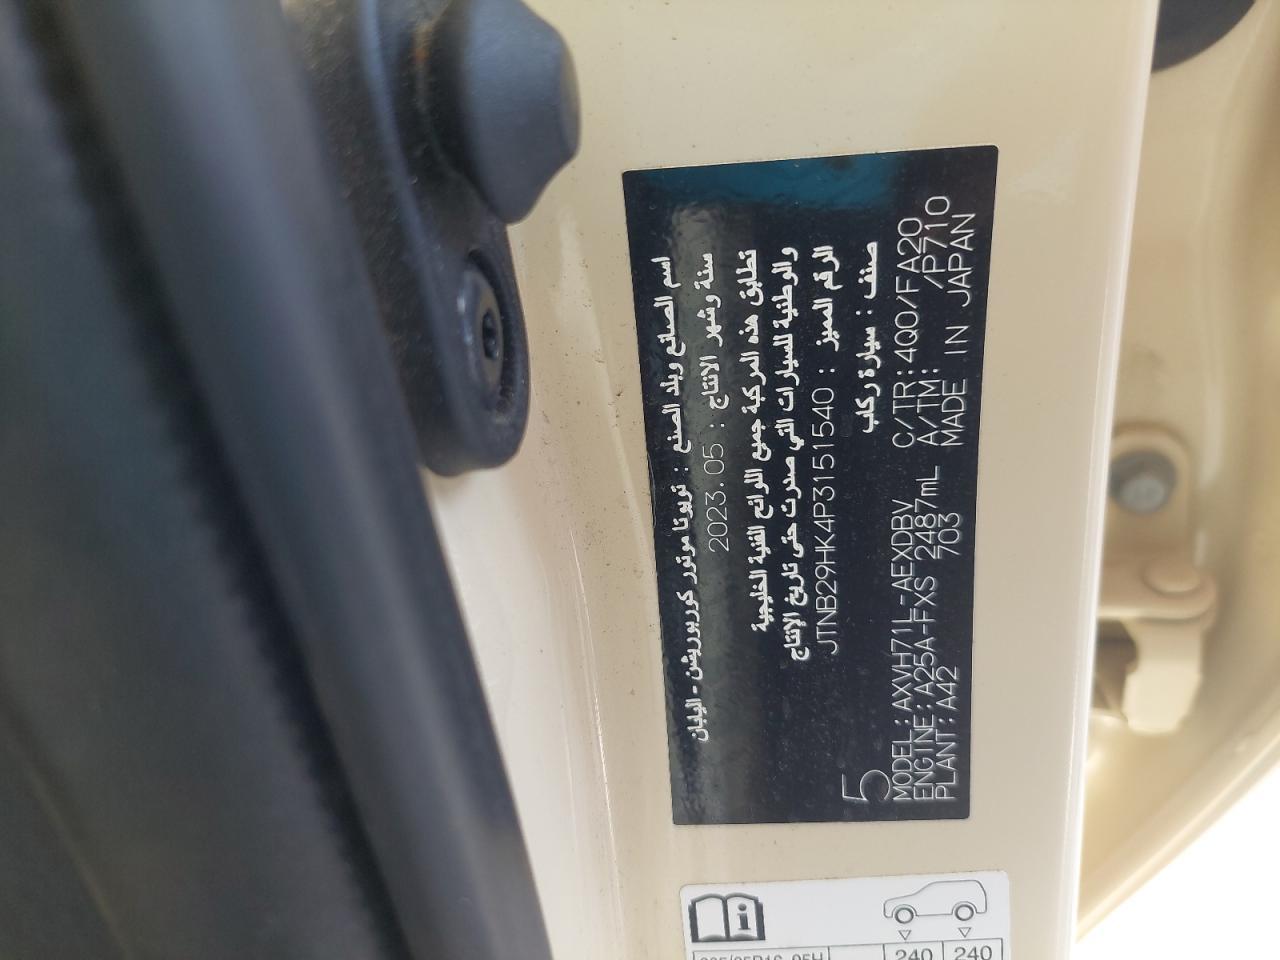 اسم الصانع وبلد الصنع : تويوتا موتور كوربوريشن - اليابان
سنة وشهر الانتاج : 2023.05
تطابق هذه المركبة جميع اللوائح الفنية الخليجية
والوطنية للسيارات التي صدرت حتى تاريخ الإنتاج
الرقم المميز : JTNB29HK4P3151540
صنف : سيارة ركاب
5
MODEL:AXVH71L-AEXDBV C/TR:4Q0/FA20
ENGINE:A25A-FXS 2487mL A/TM: /P710
PLANT:A42 703 MADE IN JAPAN
i
240 240